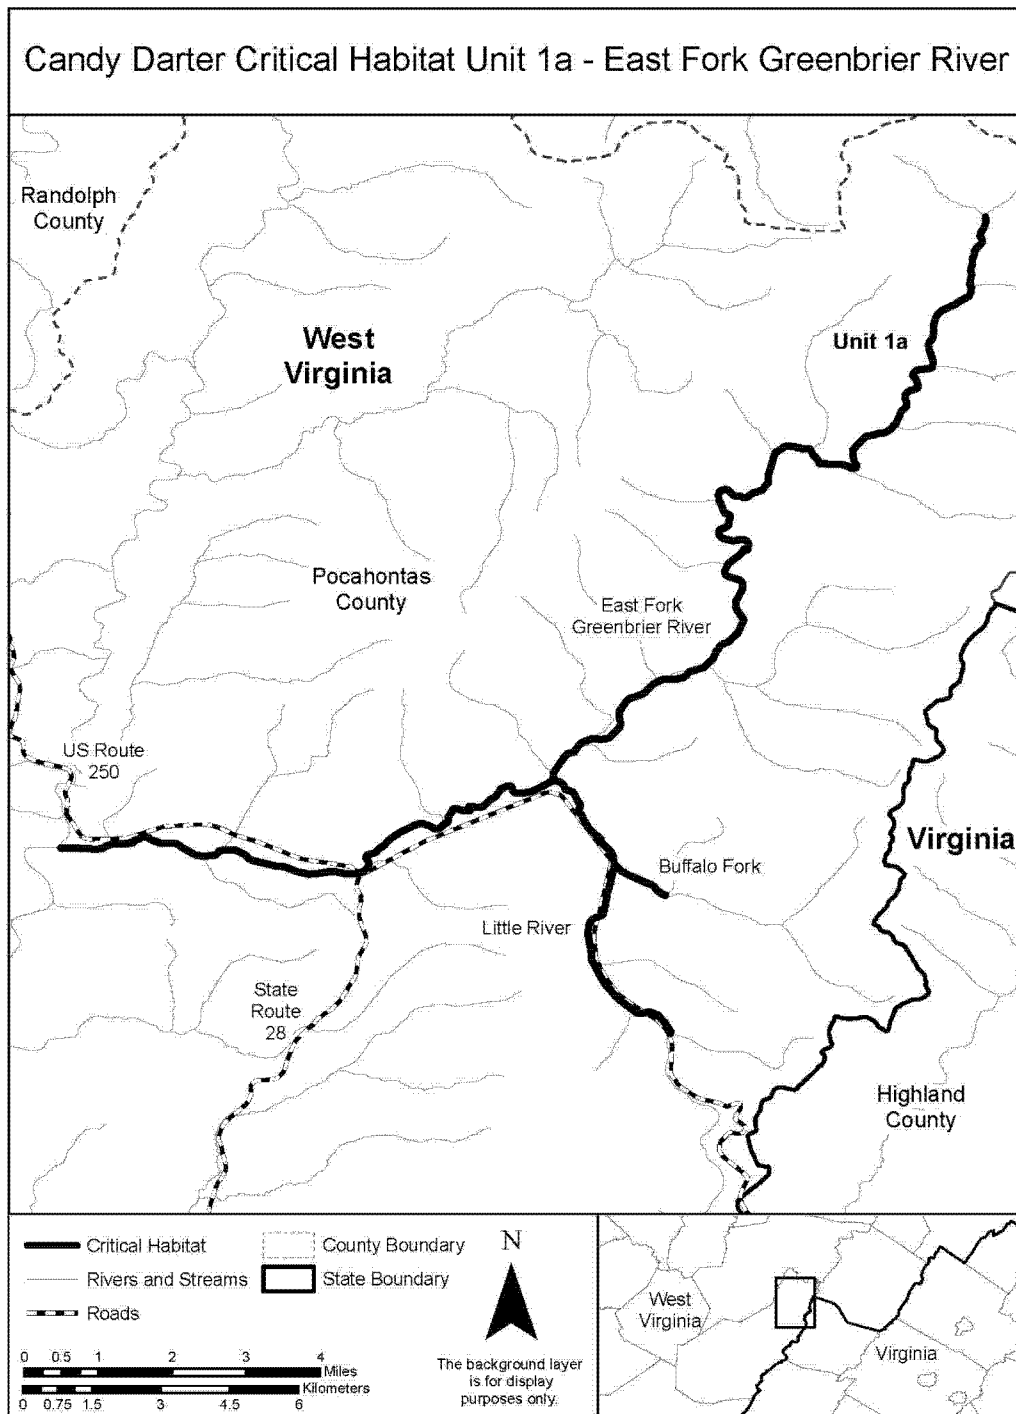 Candy Darter Critical Habitat Unit 1a - East Fork Greenbrier River
Randolph
County
West
Virginia
Unit 1a
Pocahontas
County
East Fork
Greenbrier River
US Route
250
Virginia
Buffalo Fork
Little River
State
Route
28
Highland
County
Critical Habitat
County Boundary
Rivers and Streams
State Boundary
Roads
N
0 0.5 1 2 3 4
Miles
Kilometers
0 0.75 1.5 3 4.5 6
The background layer
is for display
purposes only.
West
Virginia
Virginia